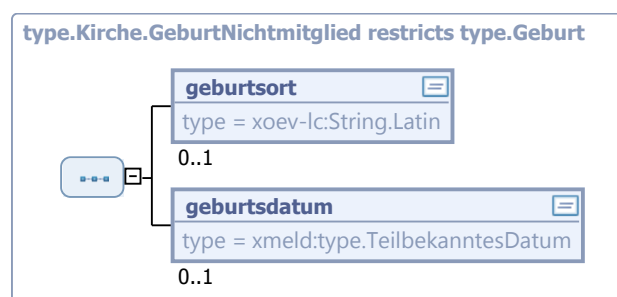 type.Kirche.GeburtNichtmitglied restricts type.Geburt
geburtsort
type = xoev-lc:String.Latin
0..1
geburtsdatum
type = xmeld:type.TeilbekanntesDatum
0..1